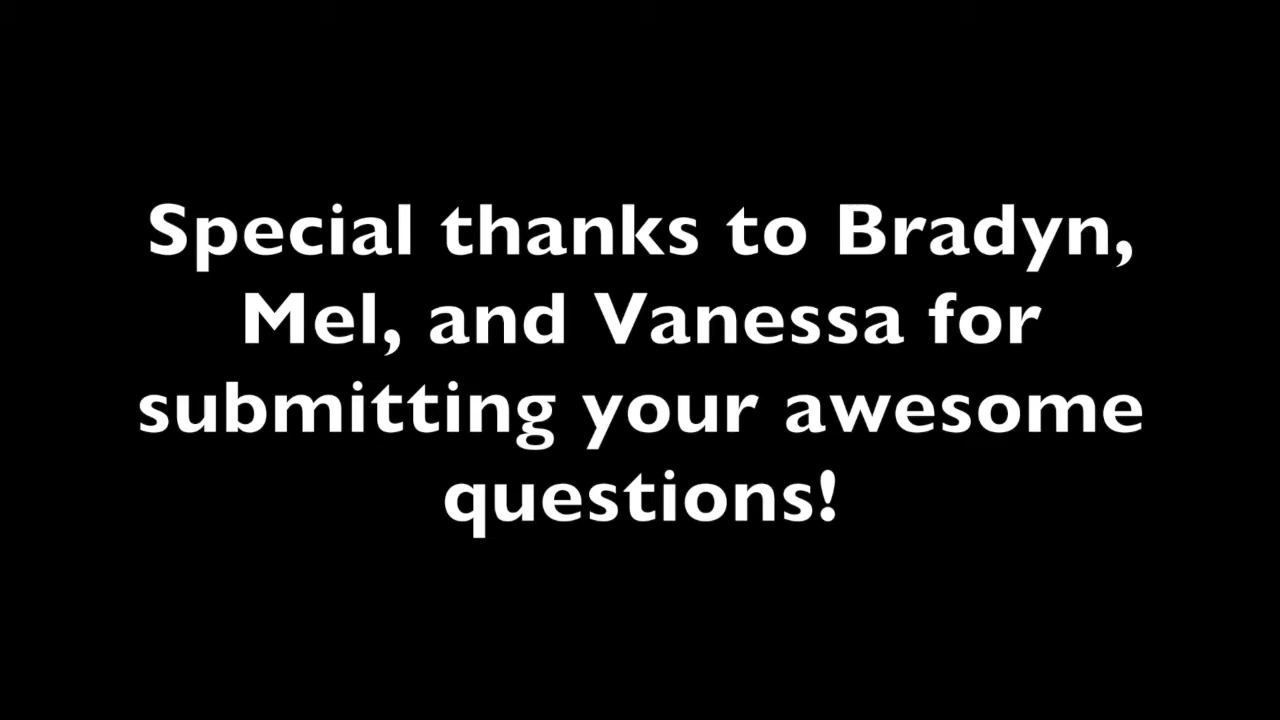 Special thanks to Bradyn,
Mel, and Vanessa for
submitting your awesome
questions!